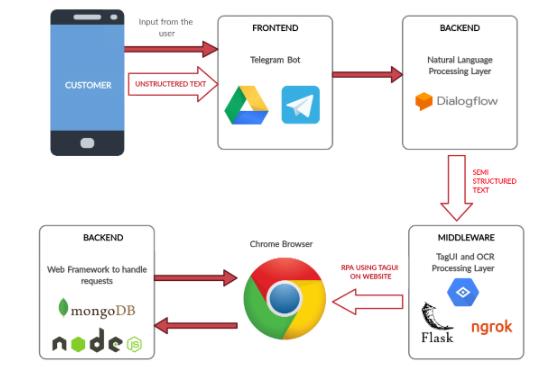 Input from the
user
CUSTOMER
UNSTRUCTERED TEXT
FRONTEND
Telegram Bot
BACKEND
Natural Language
Processing Layer
Dialogflow
SEMI
STRUCTURED
TEXT
BACKEND
Web Framework to handle
requests
mongoDB
node
JS
Chrome Browser
RPA USING TAGUI
ON WEBSITE
MIDDLEWARE
TagUI and OCR
Processing Layer
Flask
ngrok